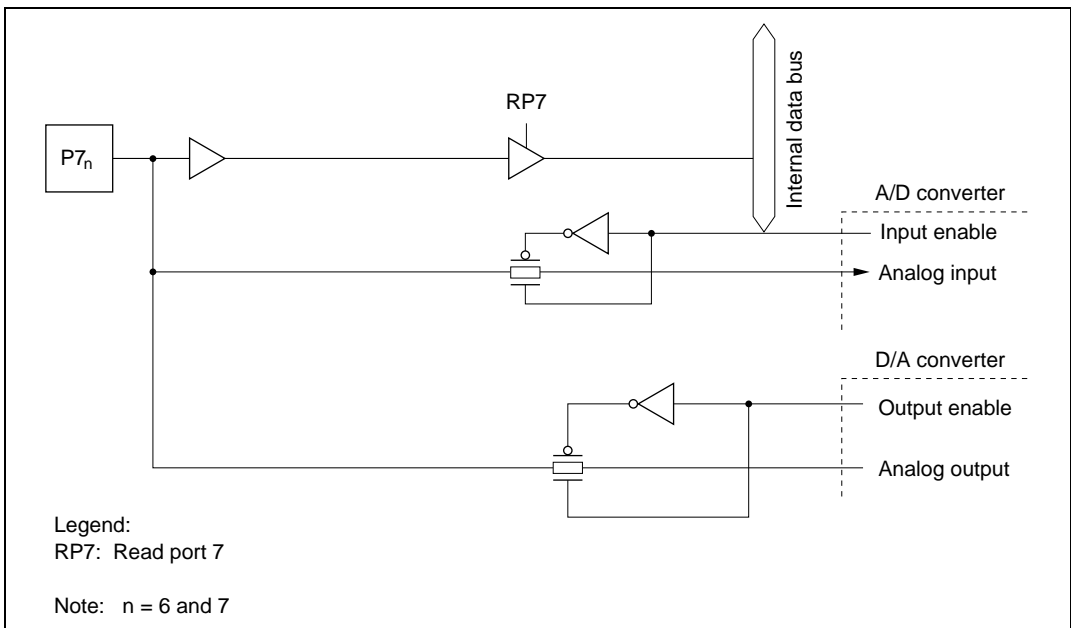 RP7
P7n
Internal data bus
A/D converter
Input enable
Analog input
D/A converter
Output enable
Analog output
Legend:
RP7: Read port 7
Note: n = 6 and 7